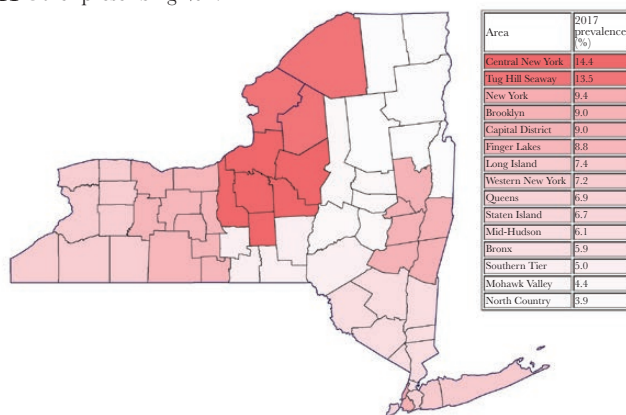 Area 2017 prevalence (%)
Central New York 14.4
Tug Hill Seaway 13.5
New York 9.4
Brooklyn 9.0
Capital District 9.0
Finger Lakes 8.8
Long Island 7.4
Western New York 7.2
Queens 6.9
Staten Island 6.7
Mid-Hudson 6.1
Bronx 5.9
Southern Tier 5.0
Mohawk Valley 4.4
North Country 3.9